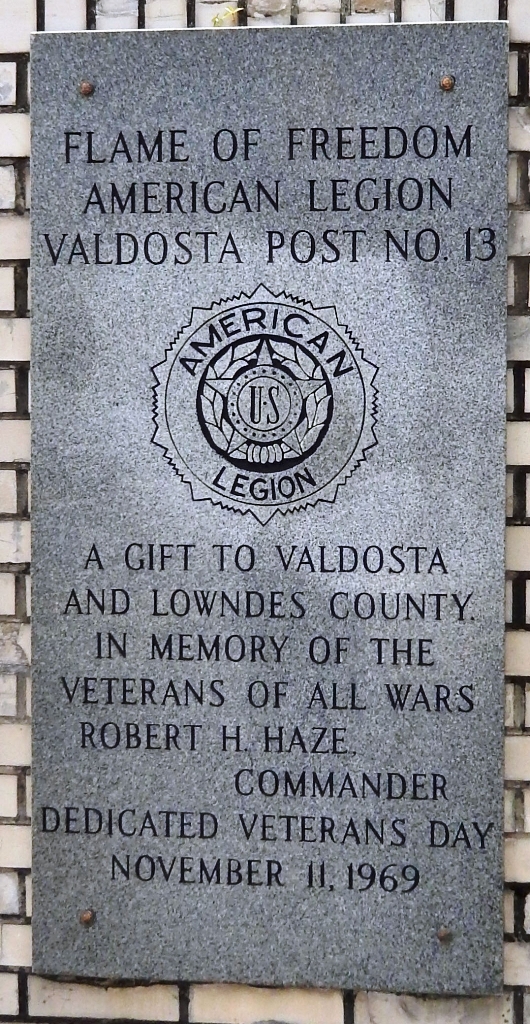 FLAME OF FREEDOM
AMERICAN LEGION
VALDOSTA POST NO. 13
AMERICAN
U·S
LEGION
A GIFT TO VALDOSTA
AND LOWNDES COUNTY.
IN MEMORY OF THE
VETERANS OF ALL WARS
ROBERT H. HAZE,
COMMANDER
DEDICATED VETERANS DAY
NOVEMBER 11, 1969